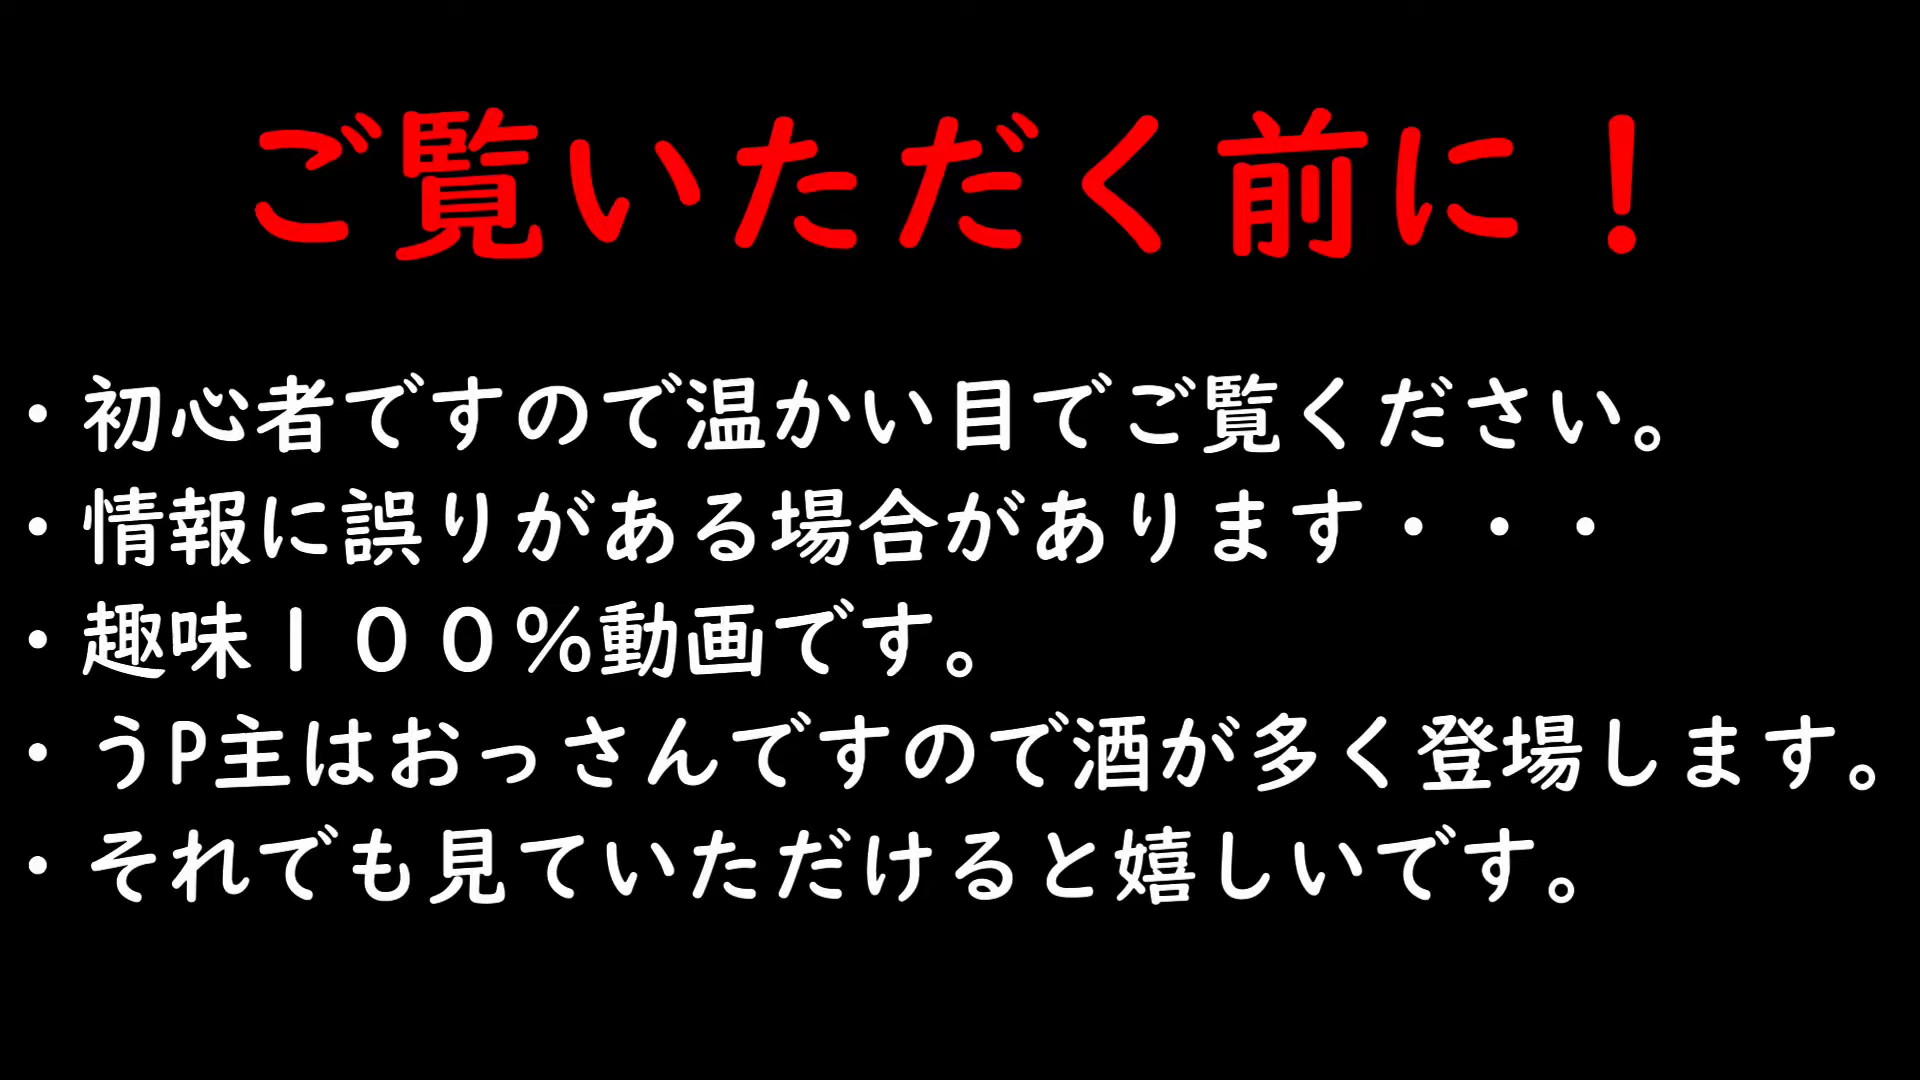 ご覧いただく前に！
・初心者ですので温かい目でご覧ください。
・情報に誤りがある場合があります・・・
・趣味１００％動画です。
・うP主はおっさんですので酒が多く登場します。
・それでも見ていただけると嬉しいです。